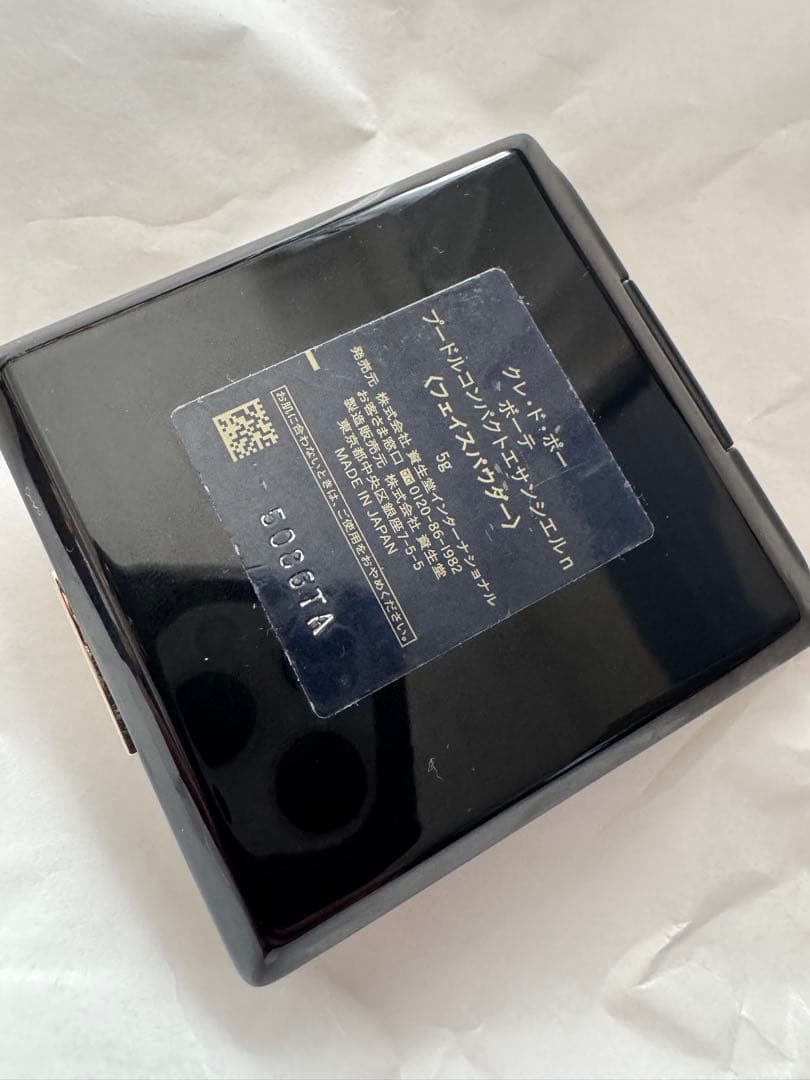 クレ・ド・ポー
ボーテ
プードルコンパクトエサンシエルn
〈フェイスパウダー〉
5g
発売元 株式会社 資生堂インターナショナル
お客さま窓口 0120-86-1982
製造販売元 株式会社 資生堂
東京都中央区銀座7-5-5
MADE IN JAPAN
お肌に合わないときは、ご使用をおやめください。
5086TA